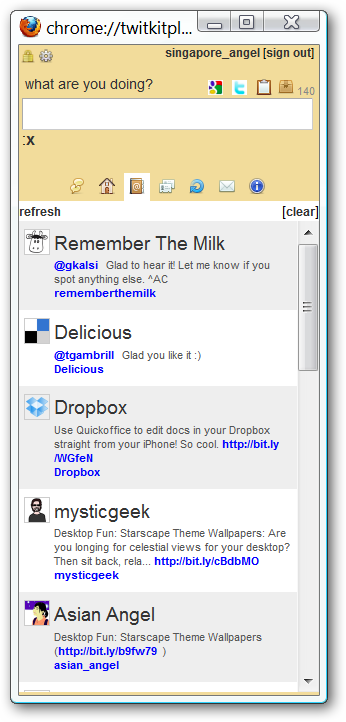 chrome://twitkitpl...
singapore_angel [sign out]
what are you doing?
140
:x
refresh [clear]
Remember The Milk
@gkalsi Glad to hear it! Let me know if you
spot anything else. ^AC
rememberthemilk
Delicious
@tgambrill Glad you like it :)
Delicious
Dropbox
Use Quickoffice to edit docs in your Dropbox
straight from your iPhone! So cool. http://bit.ly
/WGfeN
Dropbox
mysticgeek
Desktop Fun: Starscape Theme Wallpapers: Are
you longing for celestial views for your desktop?
Then sit back, rela... http://bit.ly/cBdbMO
mysticgeek
Asian Angel
Desktop Fun: Starscape Theme Wallpapers
(http://bit.ly/b9fw79 )
asian_angel